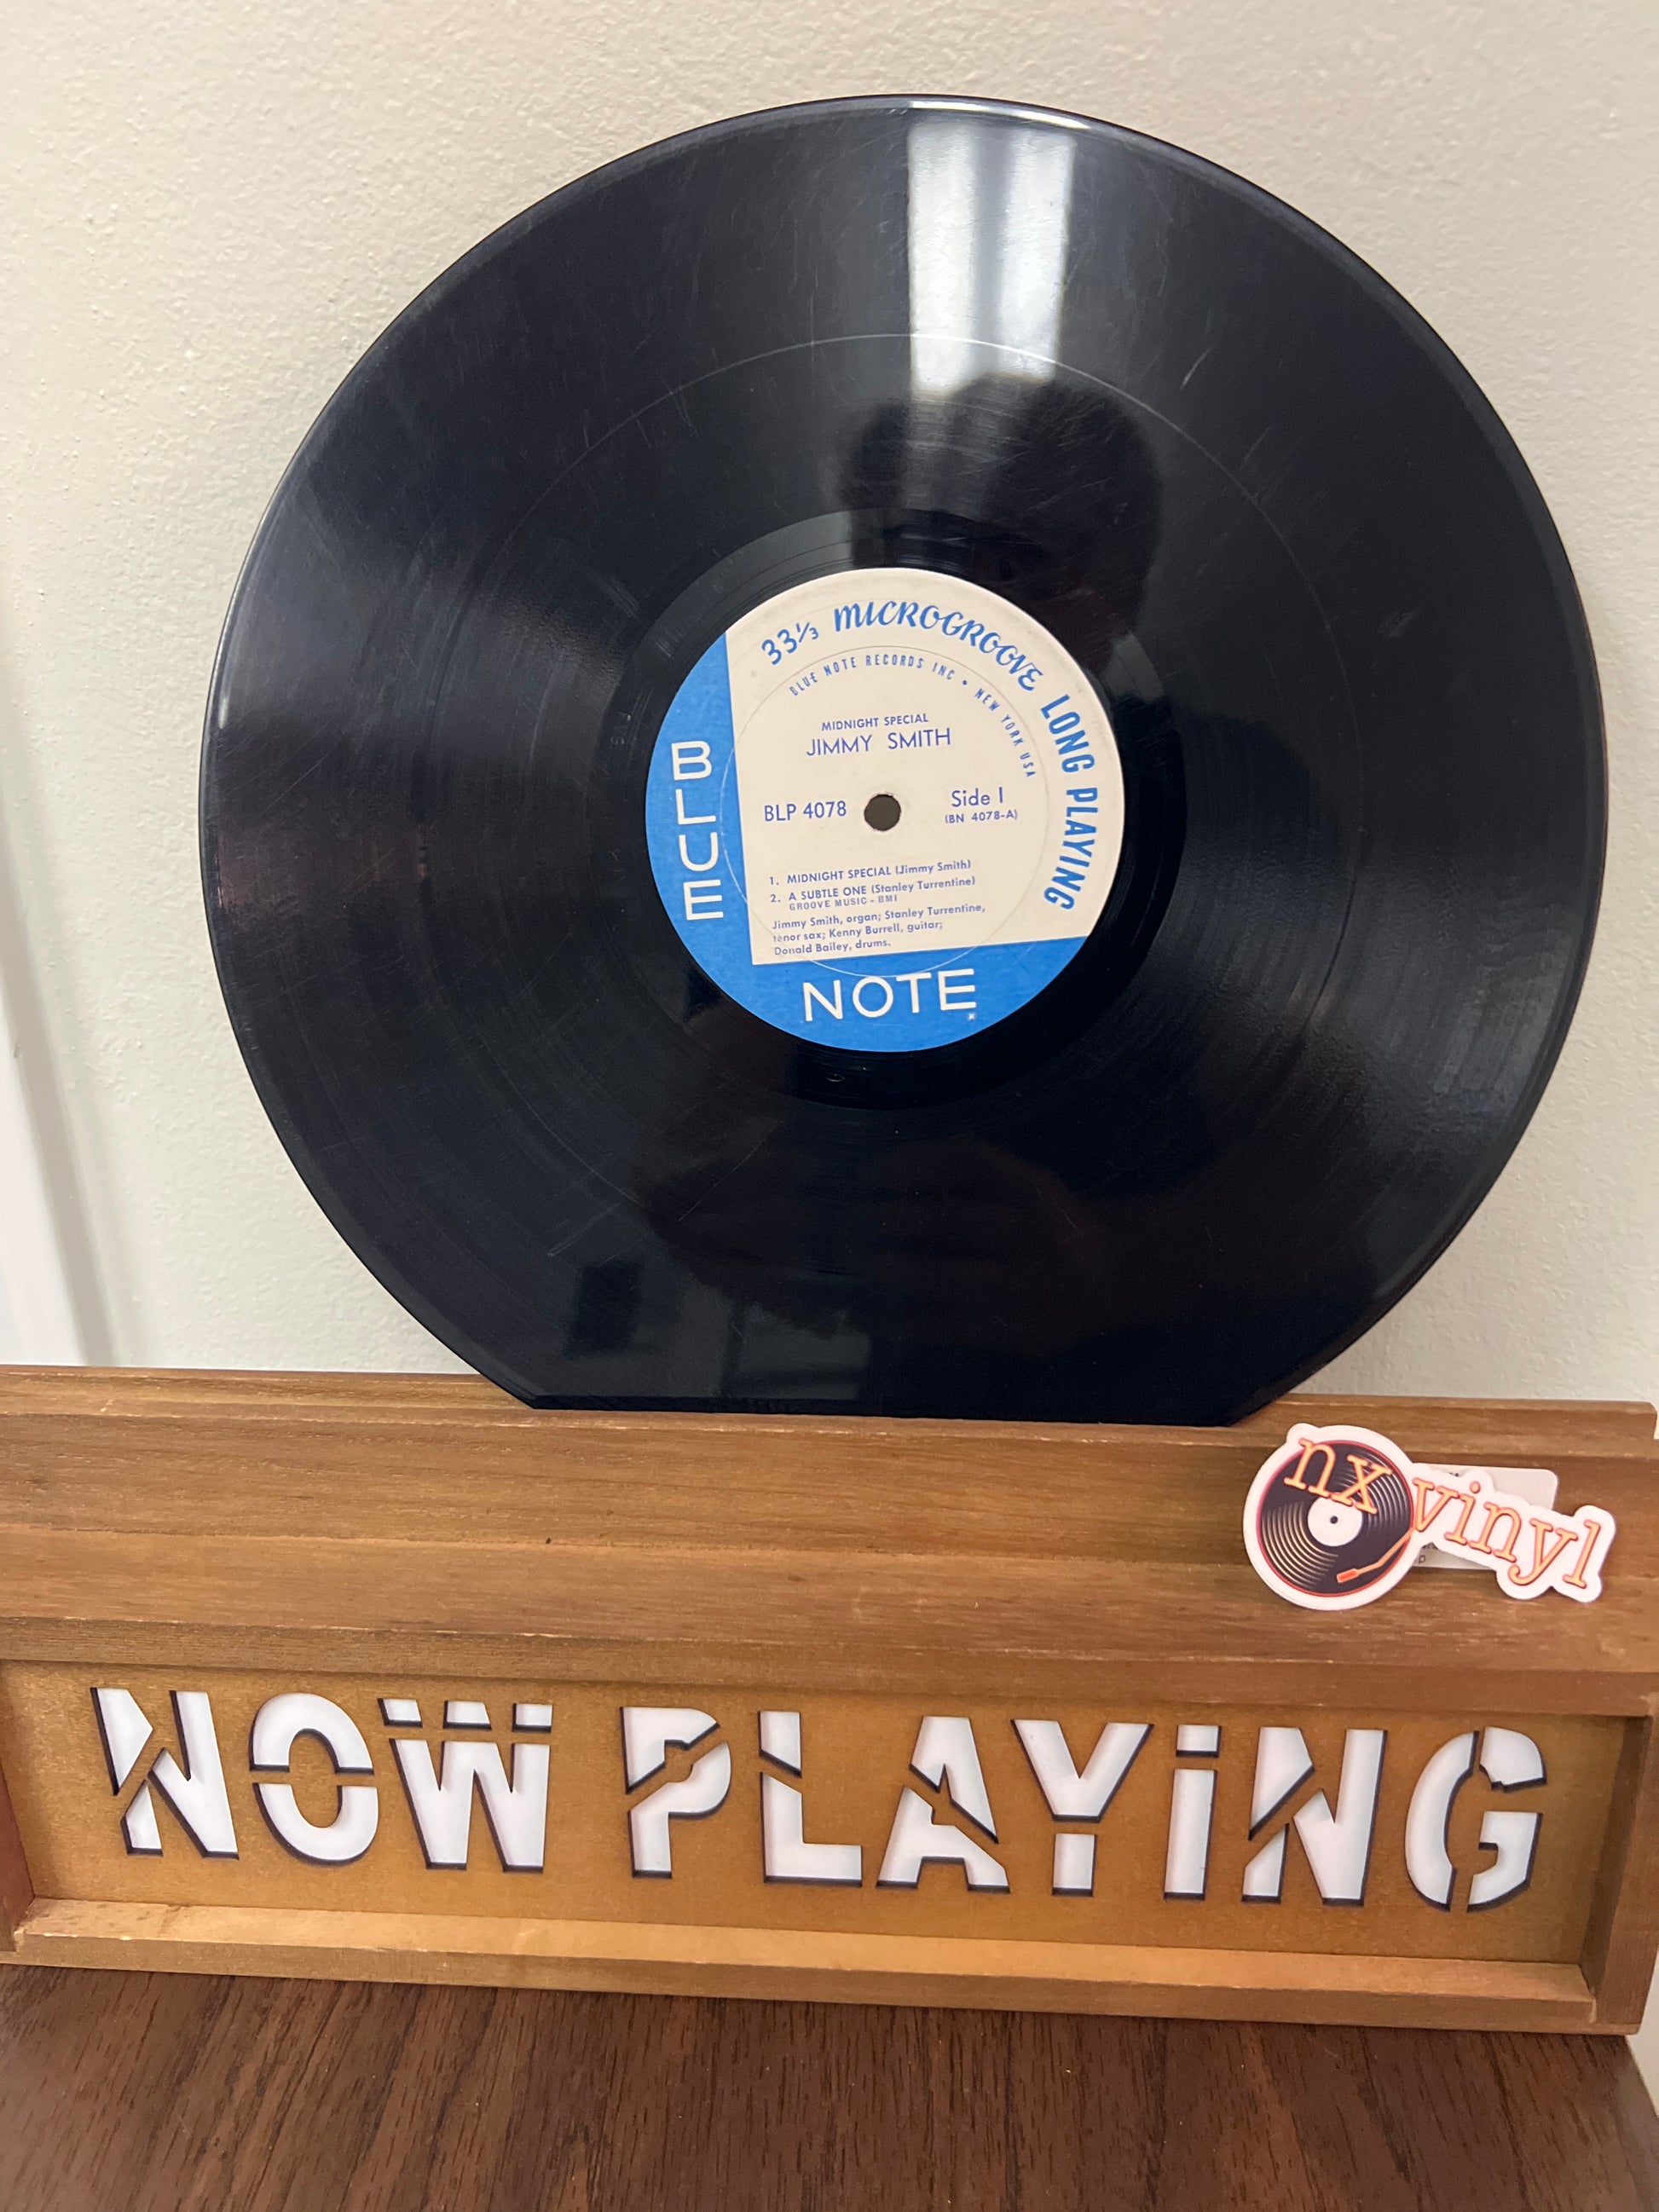 33⅓ MICROGROOVE LONG PLAYING
BLUE NOTE RECORDS INC • NEW YORK USA
MIDNIGHT SPECIAL
JIMMY SMITH
BLP 4078
Side 1
(BN 4078-A)
1. MIDNIGHT SPECIAL (Jimmy Smith)
2. A SUBTLE ONE (Stanley Turrentine)
GROOVE MUSIC - BMI
Jimmy Smith, organ; Stanley Turrentine,
tenor sax; Kenny Burrell, guitar;
Donald Bailey, drums.
BLUE
NOTE
®
nx vinyl
NOW PLAYING